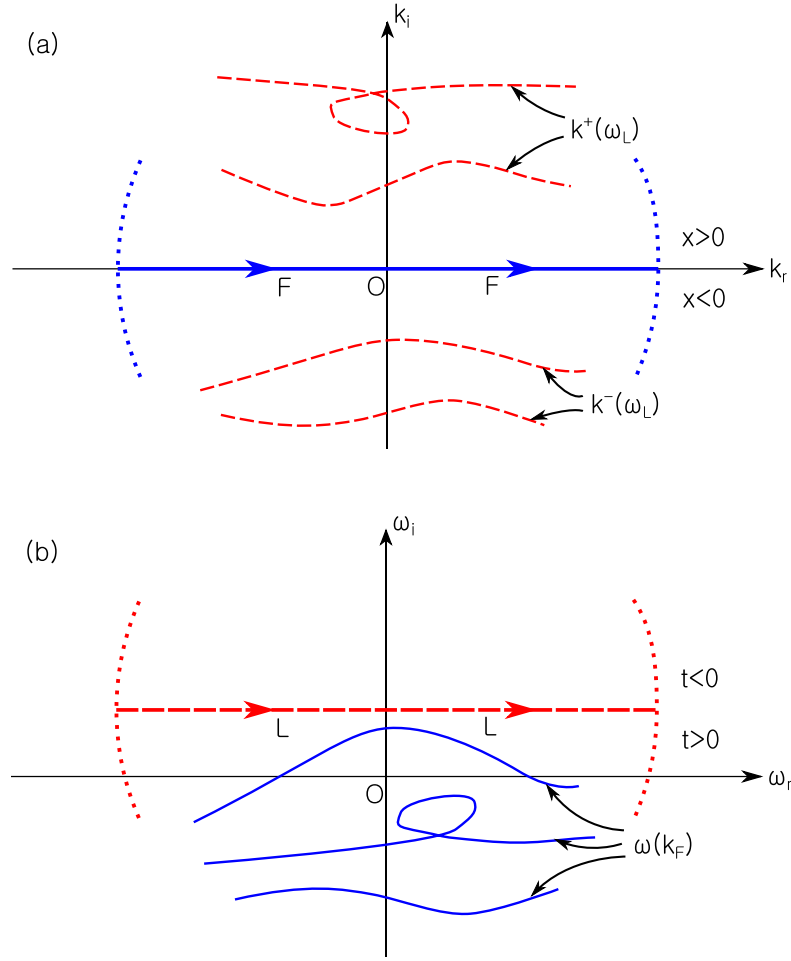 (a)
k_i
k⁺(ω_L)
x>0
F
O
F
k_r
x<0
k⁻(ω_L)
(b)
ω_i
t<0
L
L
t>0
O
ω_r
ω(k_F)